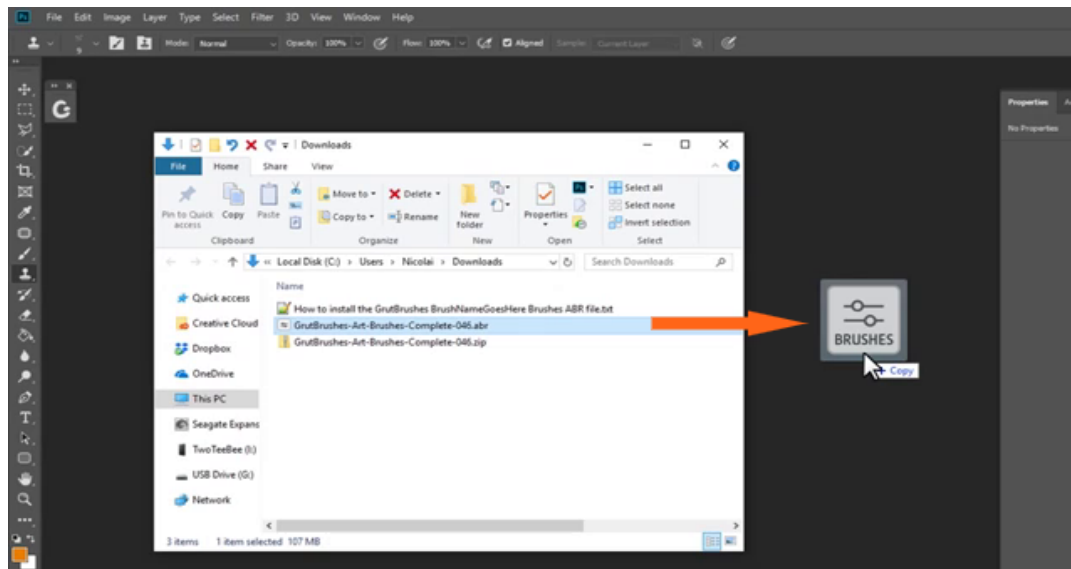 Ps File Edit Image Layer Type Select Filter 3D View Window Help
Mode: Normal Opacity: 100% Flow: 100% Aligned Sample: Current Layer
G
Properties
No Properties
Downloads
File Home Share View
Pin to Quick access
Copy
Paste
Clipboard
Move to
Copy to
Delete
Rename
Organize
New folder
New
Properties
Open
Select all
Select none
Invert selection
Select
« Local Disk (C:) › Users › Nicolai › Downloads
Search Downloads
Name
How to install the GrutBrushes BrushNameGoesHere Brushes ABR file.txt
GrutBrushes-Art-Brushes-Complete-046.abr
GrutBrushes-Art-Brushes-Complete-046.zip
Quick access
Creative Cloud
Dropbox
OneDrive
This PC
Seagate Expans
TwoTeeBee (I:)
USB Drive (G:)
Network
3 items 1 item selected 107 MB
BRUSHES
+ Copy